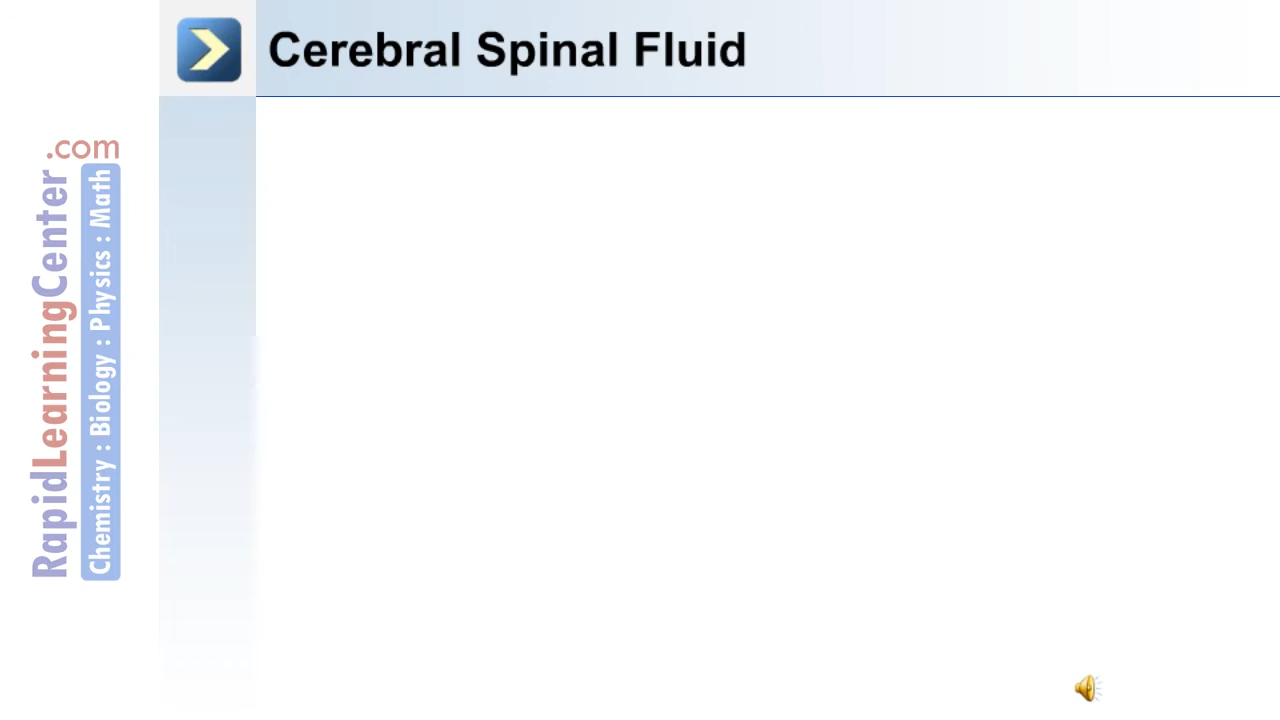 Cerebral Spinal Fluid
RapidLearningCenter
.com
Chemistry : Biology : Physics : Math